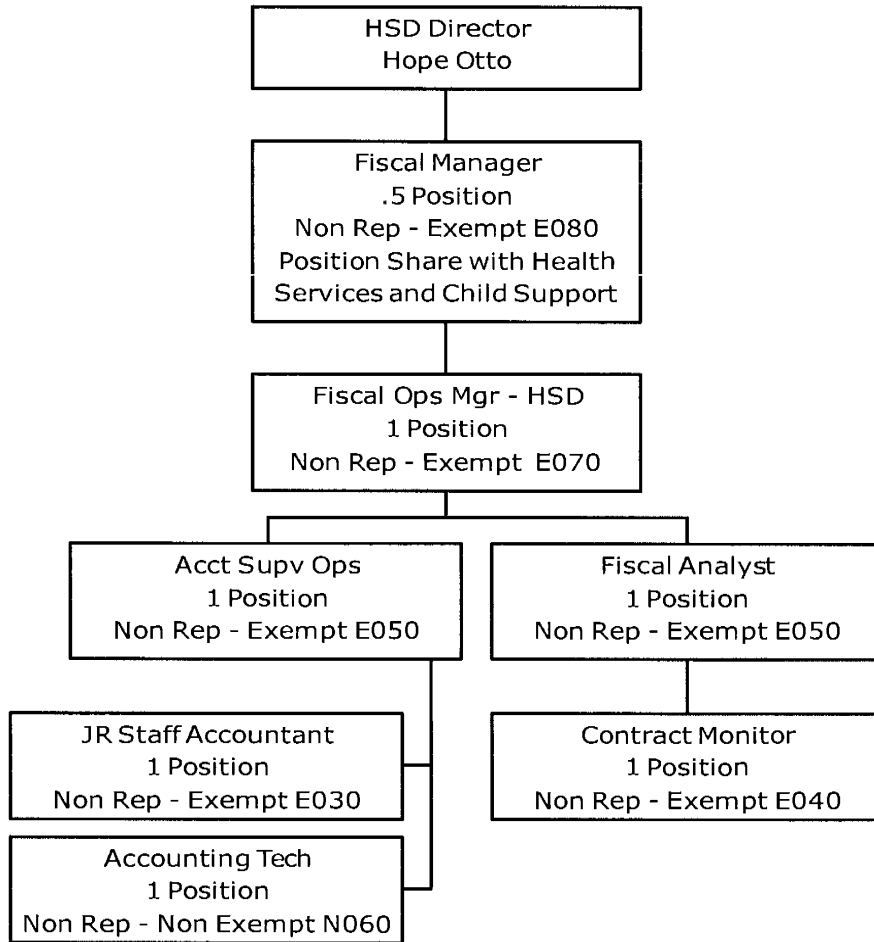 HSD Director
Hope Otto
Fiscal Manager
.5 Position
Non Rep - Exempt E080
Position Share with Health
Services and Child Support
Fiscal Ops Mgr - HSD
1 Position
Non Rep - Exempt E070
Acct Supv Ops
1 Position
Non Rep - Exempt E050
Fiscal Analyst
1 Position
Non Rep - Exempt E050
JR Staff Accountant
1 Position
Non Rep - Exempt E030
Contract Monitor
1 Position
Non Rep - Exempt E040
Accounting Tech
1 Position
Non Rep - Non Exempt N060